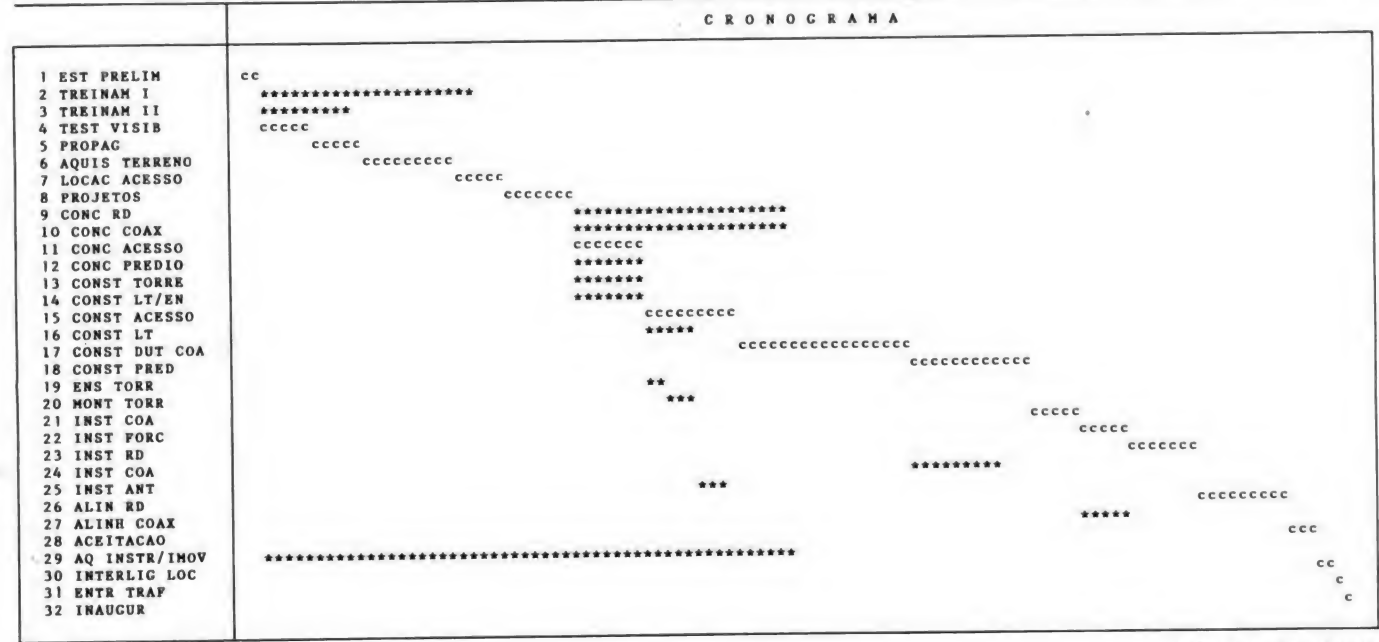 C R O N O G R A M A
1 EST PRELIM cc
2 TREINAM I *********************
3 TREINAM II *********
4 TEST VISIB ccccc
5 PROPAG ccccc
6 AQUIS TERRENO ccccccccc
7 LOCAC ACESSO ccccc
8 PROJETOS ccccccc
9 CONC RD *********************
10 CONC COAX *********************
11 CONC ACESSO ccccccc
12 CONC PREDIO *******
13 CONST TORRE *******
14 CONST LT/EN *******
15 CONST ACESSO ccccccccc
16 CONST LT *****
17 CONST DUT COA ccccccccccccccccc
18 CONST PRED cccccccccccc
19 ENS TORR **
20 MONT TORR ***
21 INST COA ccccc
22 INST FORC ccccc
23 INST RD ccccccc
24 INST COA *********
25 INST ANT ***
26 ALIN RD ccccccccc
27 ALINH COAX *****
28 ACEITACAO ccc
29 AQ INSTR/IMOV ****************************************************
30 INTERLIG LOC cc
31 ENTR TRAF c
32 INAUGUR c